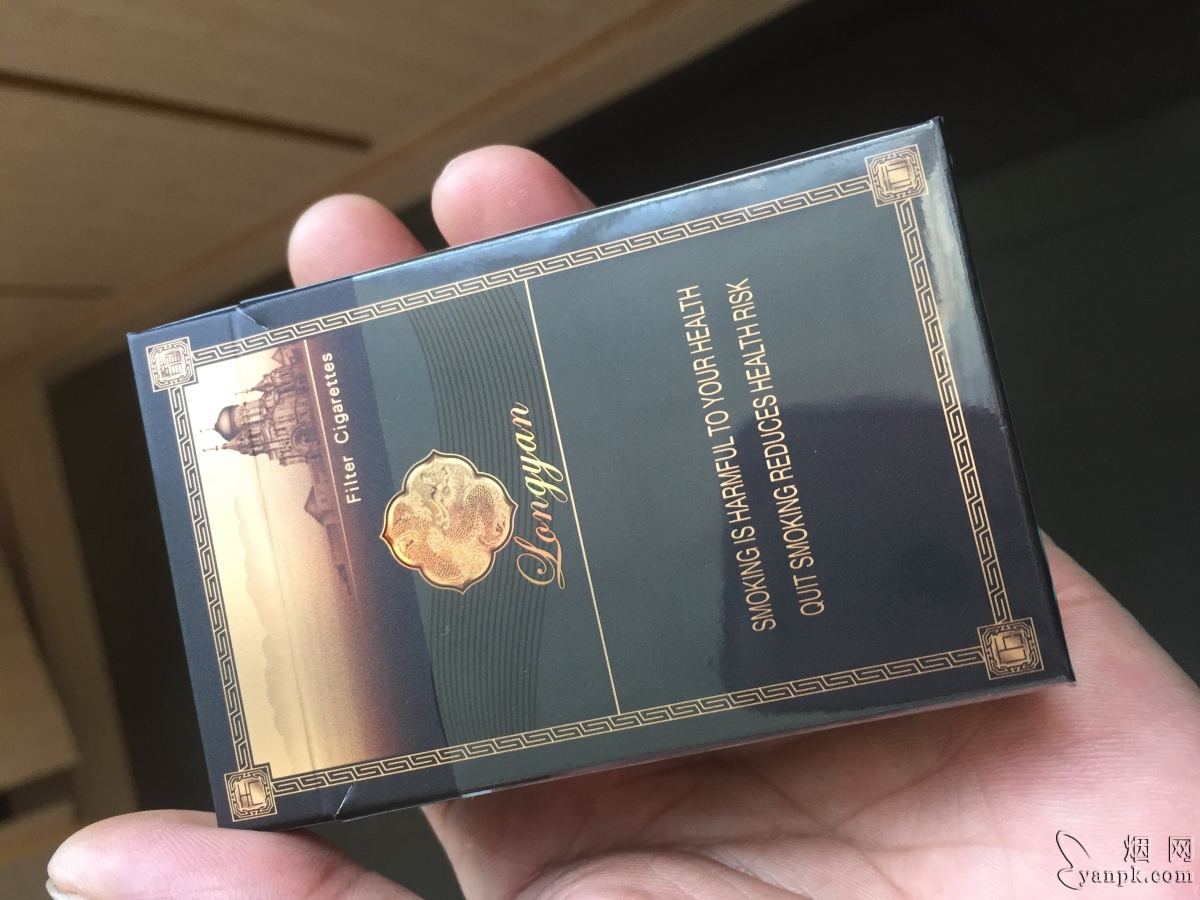 Filter Cigarettes
Longyan
SMOKING IS HARMFUL TO YOUR HEALTH
QUIT SMOKING REDUCES HEALTH RISK
烟网
yanpk.com